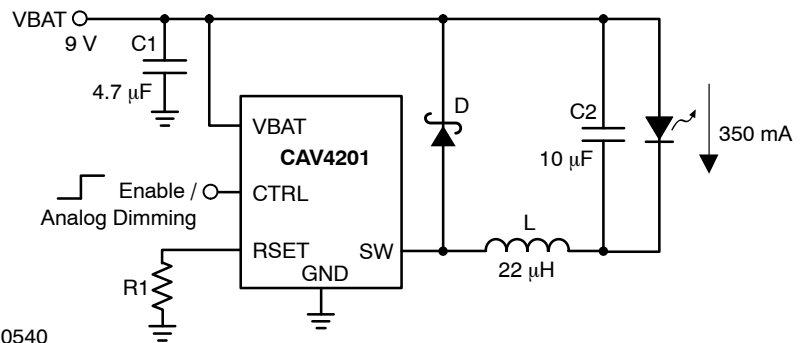 VBAT
9 V
C1
4.7 μF
VBAT
CAV4201
CTRL
Enable /
Analog Dimming
RSET
SW
GND
R1
D
L
22 μH
C2
10 μF
350 mA
0540